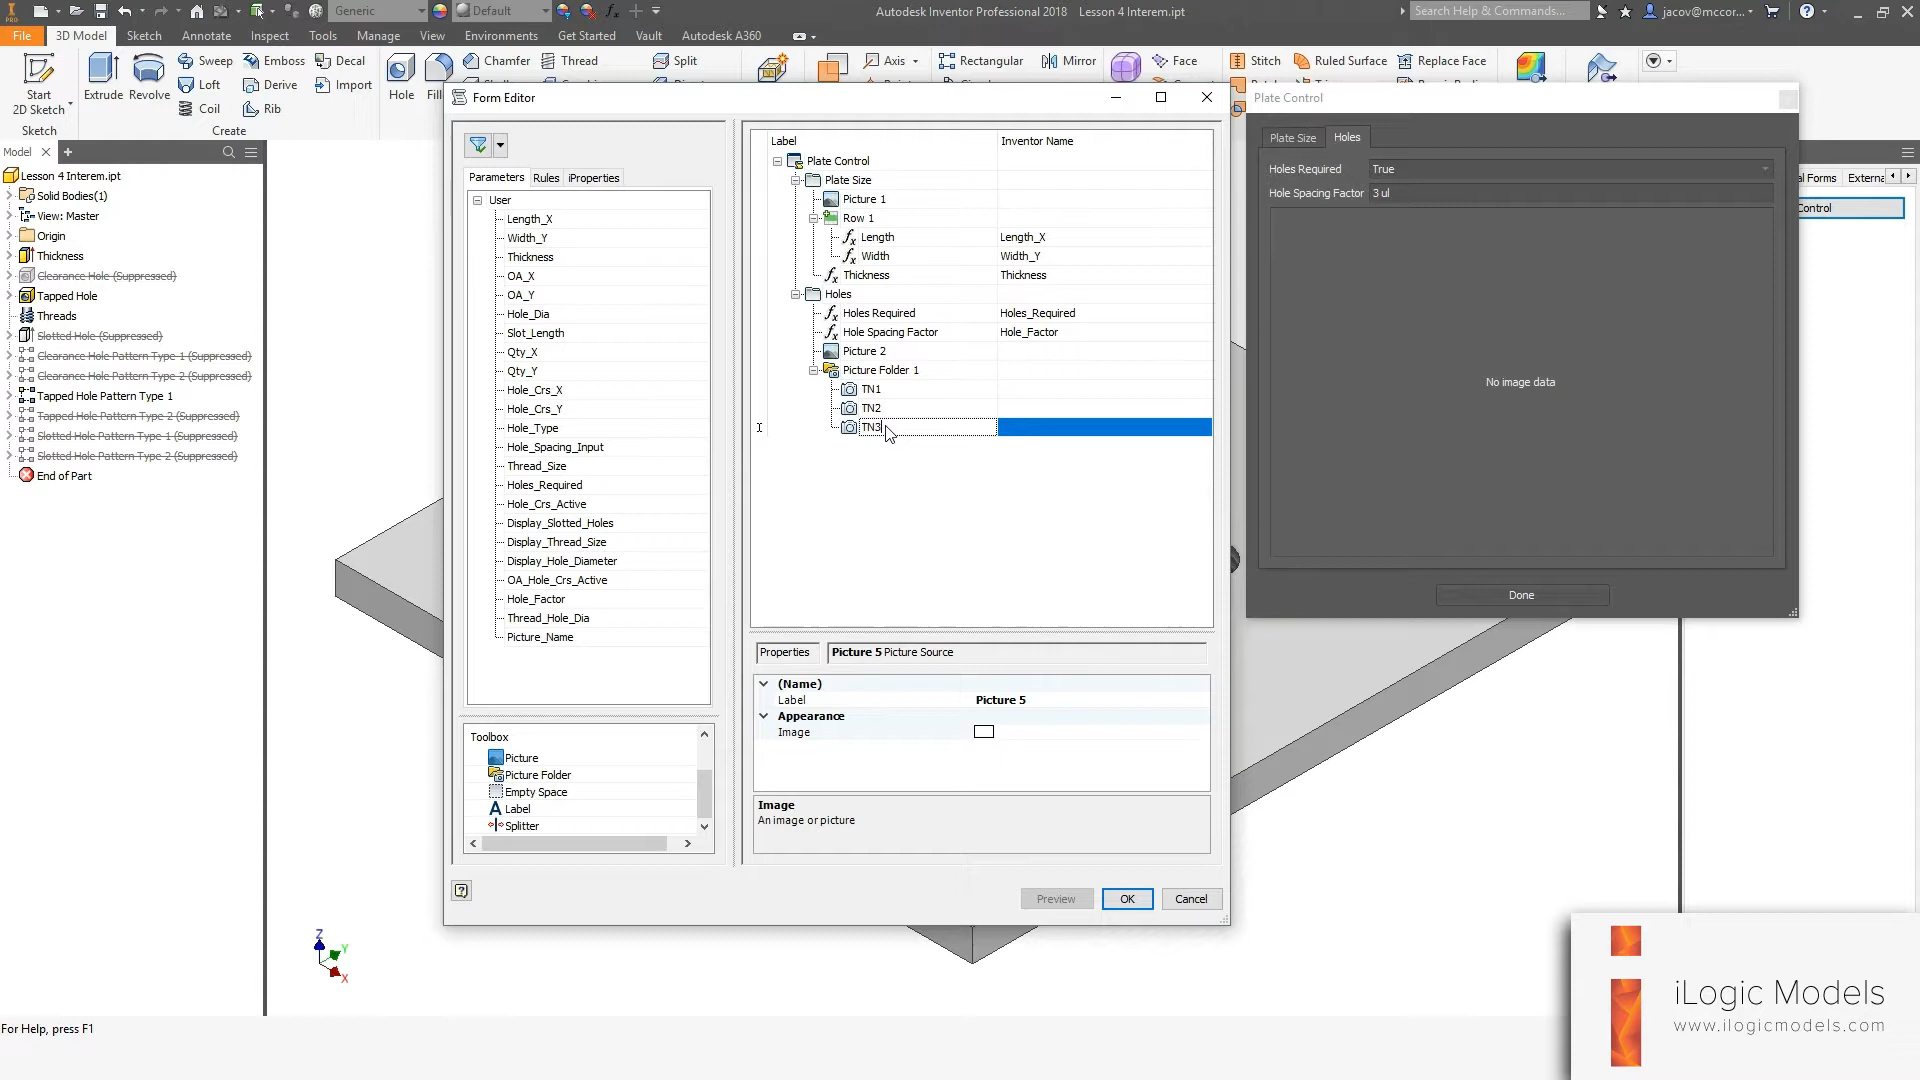 Generic
Default
Autodesk Inventor Professional 2018 Lesson 4 Interem.ipt
Search Help & Commands...
jacov@mccor...
PRO
File
3D Model
Sketch
Annotate
Inspect
Tools
Manage
View
Environments
Get Started
Vault
Autodesk A360
Start
2D Sketch
Sketch
Extrude
Revolve
Sweep
Loft
Coil
Emboss
Derive
Rib
Decal
Import
Create
Hole
Chamfer
Thread
Split
Axis
Rectangular
Mirror
Face
Stitch
Ruled Surface
Replace Face
Model
Lesson 4 Interem.ipt
Solid Bodies(1)
View: Master
Origin
Thickness
Clearance Hole (Suppressed)
Tapped Hole
Threads
Slotted Hole (Suppressed)
Clearance Hole Pattern Type 1 (Suppressed)
Clearance Hole Pattern Type 2 (Suppressed)
Tapped Hole Pattern Type 1
Tapped Hole Pattern Type 2 (Suppressed)
Slotted Hole Pattern Type 1 (Suppressed)
Slotted Hole Pattern Type 2 (Suppressed)
End of Part
Form Editor
Parameters
Rules
iProperties
User
Length_X
Width_Y
Thickness
OA_X
OA_Y
Hole_Dia
Slot_Length
Qty_X
Qty_Y
Hole_Crs_X
Hole_Crs_Y
Hole_Type
Hole_Spacing_Input
Thread_Size
Holes_Required
Hole_Crs_Active
Display_Slotted_Holes
Display_Thread_Size
Display_Hole_Diameter
OA_Hole_Crs_Active
Hole_Factor
Thread_Hole_Dia
Picture_Name
Toolbox
Picture
Picture Folder
Empty Space
Label
Splitter
Label Inventor Name
Plate Control
Plate Size
Picture 1
Row 1
Length Length_X
Width Width_Y
Thickness Thickness
Holes
Holes Required Holes_Required
Hole Spacing Factor Hole_Factor
Picture 2
Picture Folder 1
TN1
TN2
TN3
Properties Picture 5 Picture Source
(Name)
Label Picture 5
Appearance
Image
Image
An image or picture
Preview
OK
Cancel
Plate Control
Plate Size
Holes
Holes Required True
Hole Spacing Factor 3 ul
No image data
Done
al Forms
Externa
Control
Z
Y
X
iLogic Models
www.ilogicmodels.com
For Help, press F1